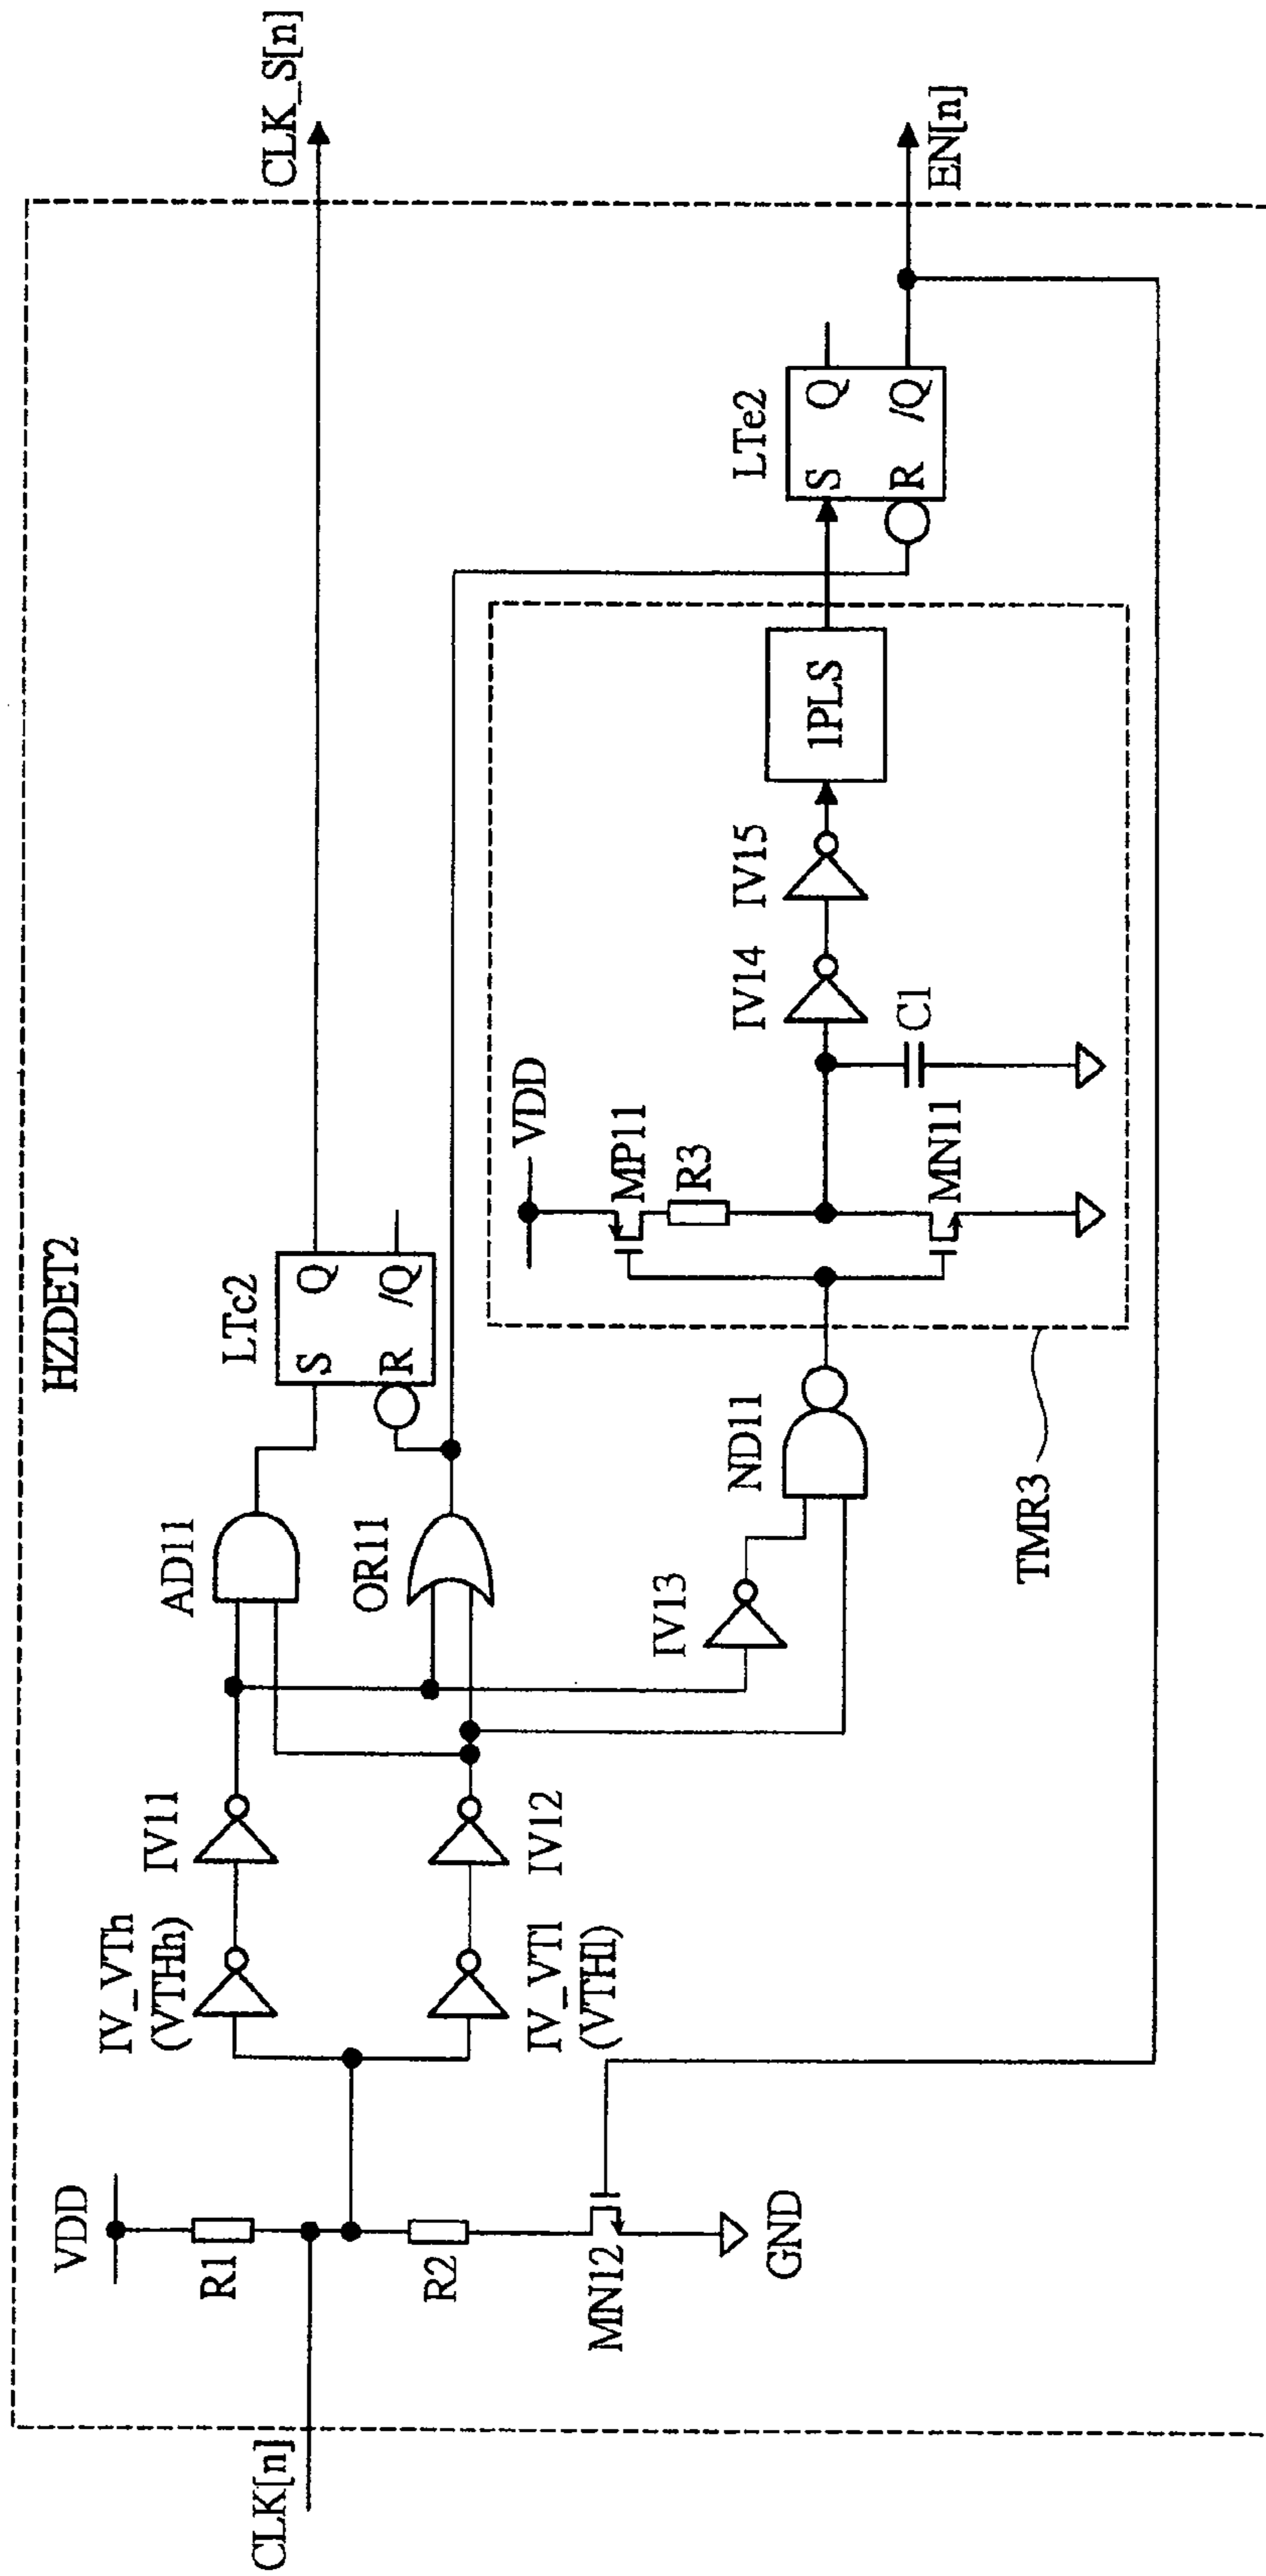 HZDET2
VDD
R1
CLK[n]
R2
MN12
GND
IV_VTh
(VTHh)
IV11
IV_VTl
(VTHl)
IV12
AD11
OR11
LTc2
S
Q
R
/Q
CLK_S[n]
IV13
ND11
TMR3
VDD
MP11
R3
MN11
C1
IV14
IV15
1PLS
LTe2
S
Q
R
/Q
EN[n]